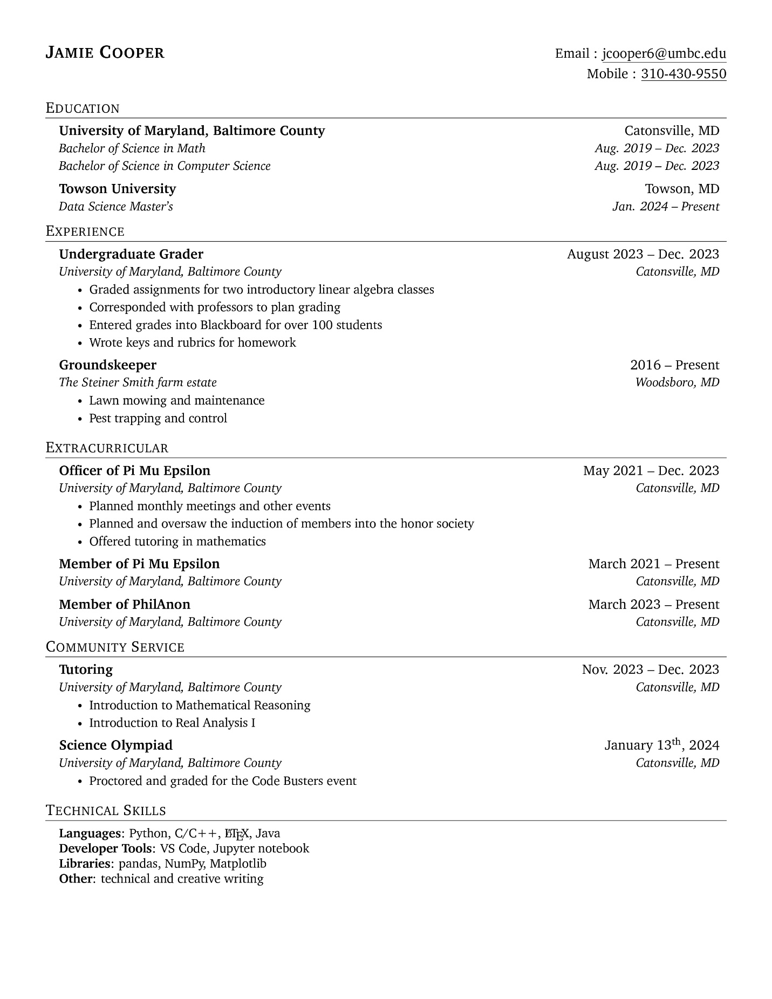 Jamie Cooper
Email : jcooper6@umbc.edu
Mobile : 310-430-9550
Education
University of Maryland, Baltimore County Catonsville, MD
Bachelor of Science in Math Aug. 2019 – Dec. 2023
Bachelor of Science in Computer Science Aug. 2019 – Dec. 2023
Towson University Towson, MD
Data Science Master’s Jan. 2024 – Present
Experience
Undergraduate Grader August 2023 – Dec. 2023
University of Maryland, Baltimore County Catonsville, MD
• Graded assignments for two introductory linear algebra classes
• Corresponded with professors to plan grading
• Entered grades into Blackboard for over 100 students
• Wrote keys and rubrics for homework
Groundskeeper 2016 – Present
The Steiner Smith farm estate Woodsboro, MD
• Lawn mowing and maintenance
• Pest trapping and control
Extracurricular
Officer of Pi Mu Epsilon May 2021 – Dec. 2023
University of Maryland, Baltimore County Catonsville, MD
• Planned monthly meetings and other events
• Planned and oversaw the induction of members into the honor society
• Offered tutoring in mathematics
Member of Pi Mu Epsilon March 2021 – Present
University of Maryland, Baltimore County Catonsville, MD
Member of PhilAnon March 2023 – Present
University of Maryland, Baltimore County Catonsville, MD
Community Service
Tutoring Nov. 2023 – Dec. 2023
University of Maryland, Baltimore County Catonsville, MD
• Introduction to Mathematical Reasoning
• Introduction to Real Analysis I
Science Olympiad January 13th, 2024
University of Maryland, Baltimore County Catonsville, MD
• Proctored and graded for the Code Busters event
Technical Skills
Languages: Python, C/C++, LATEX, Java
Developer Tools: VS Code, Jupyter notebook
Libraries: pandas, NumPy, Matplotlib
Other: technical and creative writing